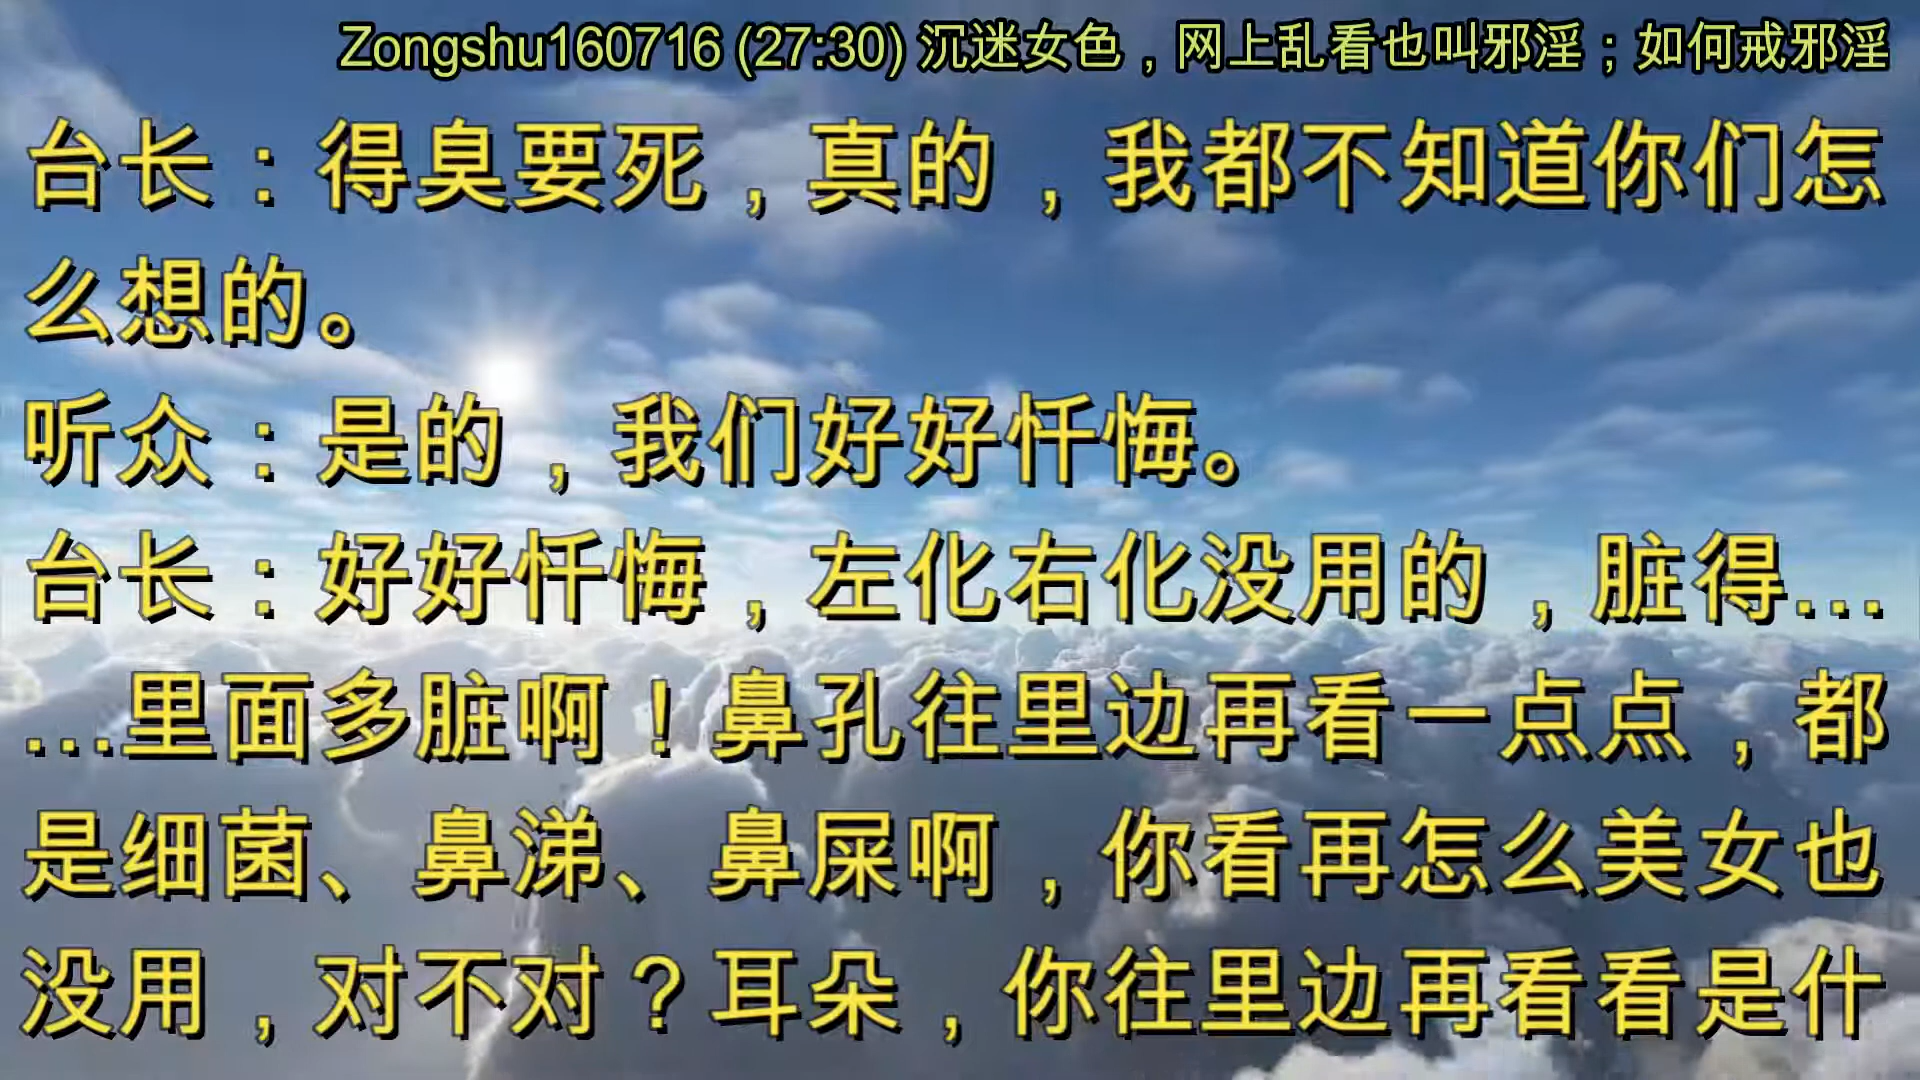 Zongshu160716 (27:30) 沉迷女色，网上乱看也叫邪淫；如何戒邪淫
台长：得臭要死，真的，我都不知道你们怎
么想的。
听众：是的，我们好好忏悔。
台长：好好忏悔，左化右化没用的，脏得…
…里面多脏啊！鼻孔往里边再看一点点，都
是细菌、鼻涕、鼻屎啊，你看再怎么美女也
没用，对不对？耳朵，你往里边再看看是什